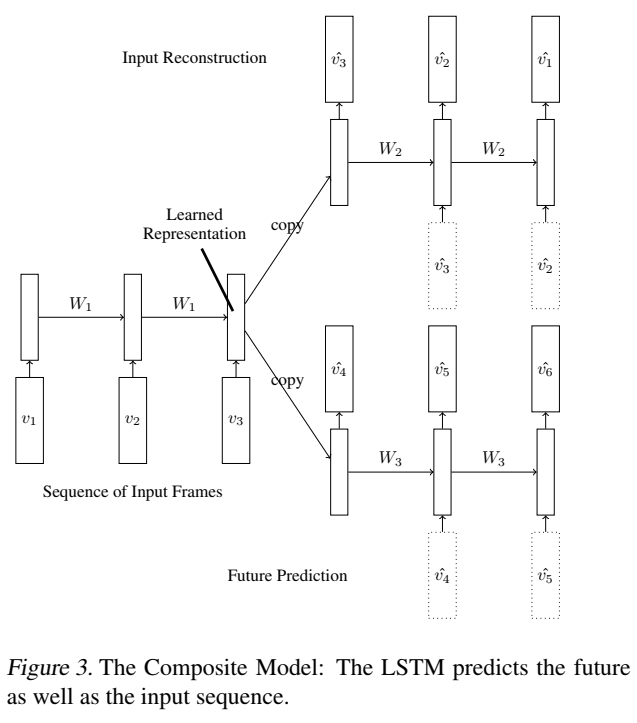 Input Reconstruction
v̂₃ v̂₂ v̂₁
W₂ W₂
Learned
Representation
copy
v̂₃ v̂₂
W₁ W₁
v̂₄ v̂₅ v̂₆
copy
v₁ v₂ v₃
W₃ W₃
Sequence of Input Frames
Future Prediction
v̂₄ v̂₅
Figure 3. The Composite Model: The LSTM predicts the future
as well as the input sequence.